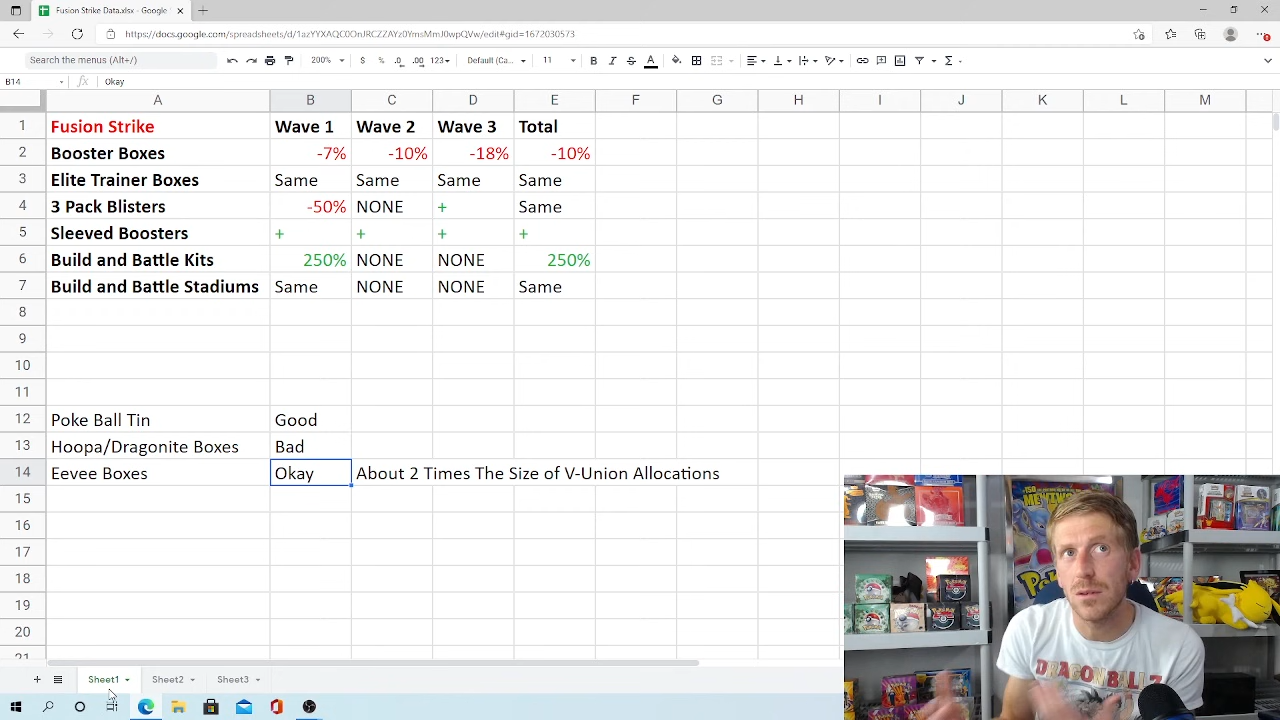 Fusion Strike Data.xlsx - Google
https://docs.google.com/spreadsheets/d/1azYYXAQC0OnJRCZZAYz0YmsMmJ0wpQVw/edit#gid=1672030573
Search the menus (Alt+/) 200% $ % .0 .00 123 Default (Ca... 11 B I S A
B14 fx Okay
A B C D E F G H I J K L M
1 Fusion Strike Wave 1 Wave 2 Wave 3 Total
2 Booster Boxes -7% -10% -18% -10%
3 Elite Trainer Boxes Same Same Same Same
4 3 Pack Blisters -50% NONE + Same
5 Sleeved Boosters + + + +
6 Build and Battle Kits 250% NONE NONE 250%
7 Build and Battle Stadiums Same NONE NONE Same
8
9
10
11
12 Poke Ball Tin Good
13 Hoopa/Dragonite Boxes Bad
14 Eevee Boxes Okay About 2 Times The Size of V-Union Allocations
15
16
17
18
19
20
21
Sheet1 Sheet2 Sheet3
DRAGON BALL Z